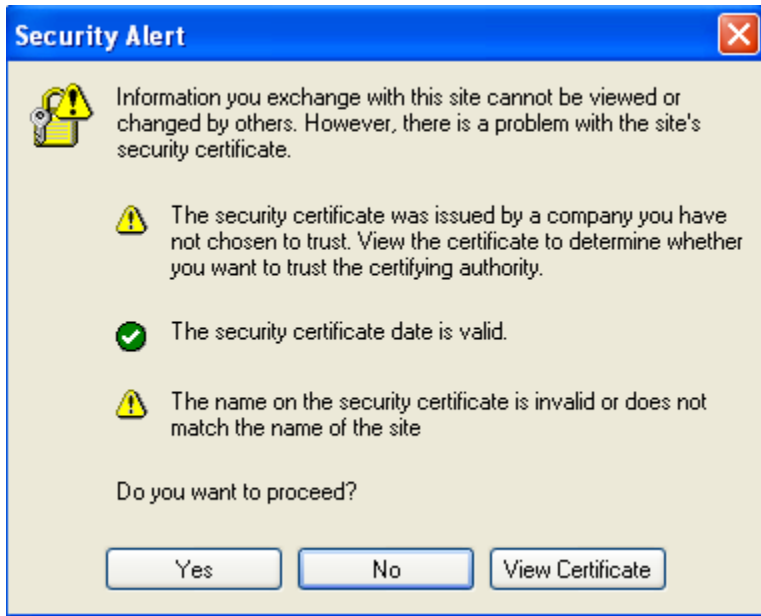 Security Alert
Information you exchange with this site cannot be viewed or
changed by others. However, there is a problem with the site's
security certificate.
The security certificate was issued by a company you have
not chosen to trust. View the certificate to determine whether
you want to trust the certifying authority.
The security certificate date is valid.
The name on the security certificate is invalid or does not
match the name of the site
Do you want to proceed?
Yes No View Certificate